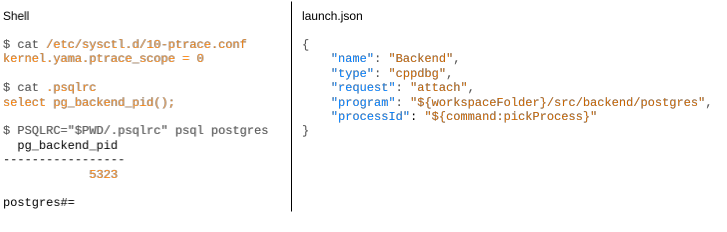 Shell
$ cat /etc/sysctl.d/10-ptrace.conf
kernel.yama.ptrace_scope = 0
$ cat .psqlrc
select pg_backend_pid();
$ PSQLRC="$PWD/.psqlrc" psql postgres
pg_backend_pid
-----------------
5323
postgres#=
launch.json
{
"name": "Backend",
"type": "cppdbg",
"request": "attach",
"program": "${workspaceFolder}/src/backend/postgres",
"processId": "${command:pickProcess}"
}